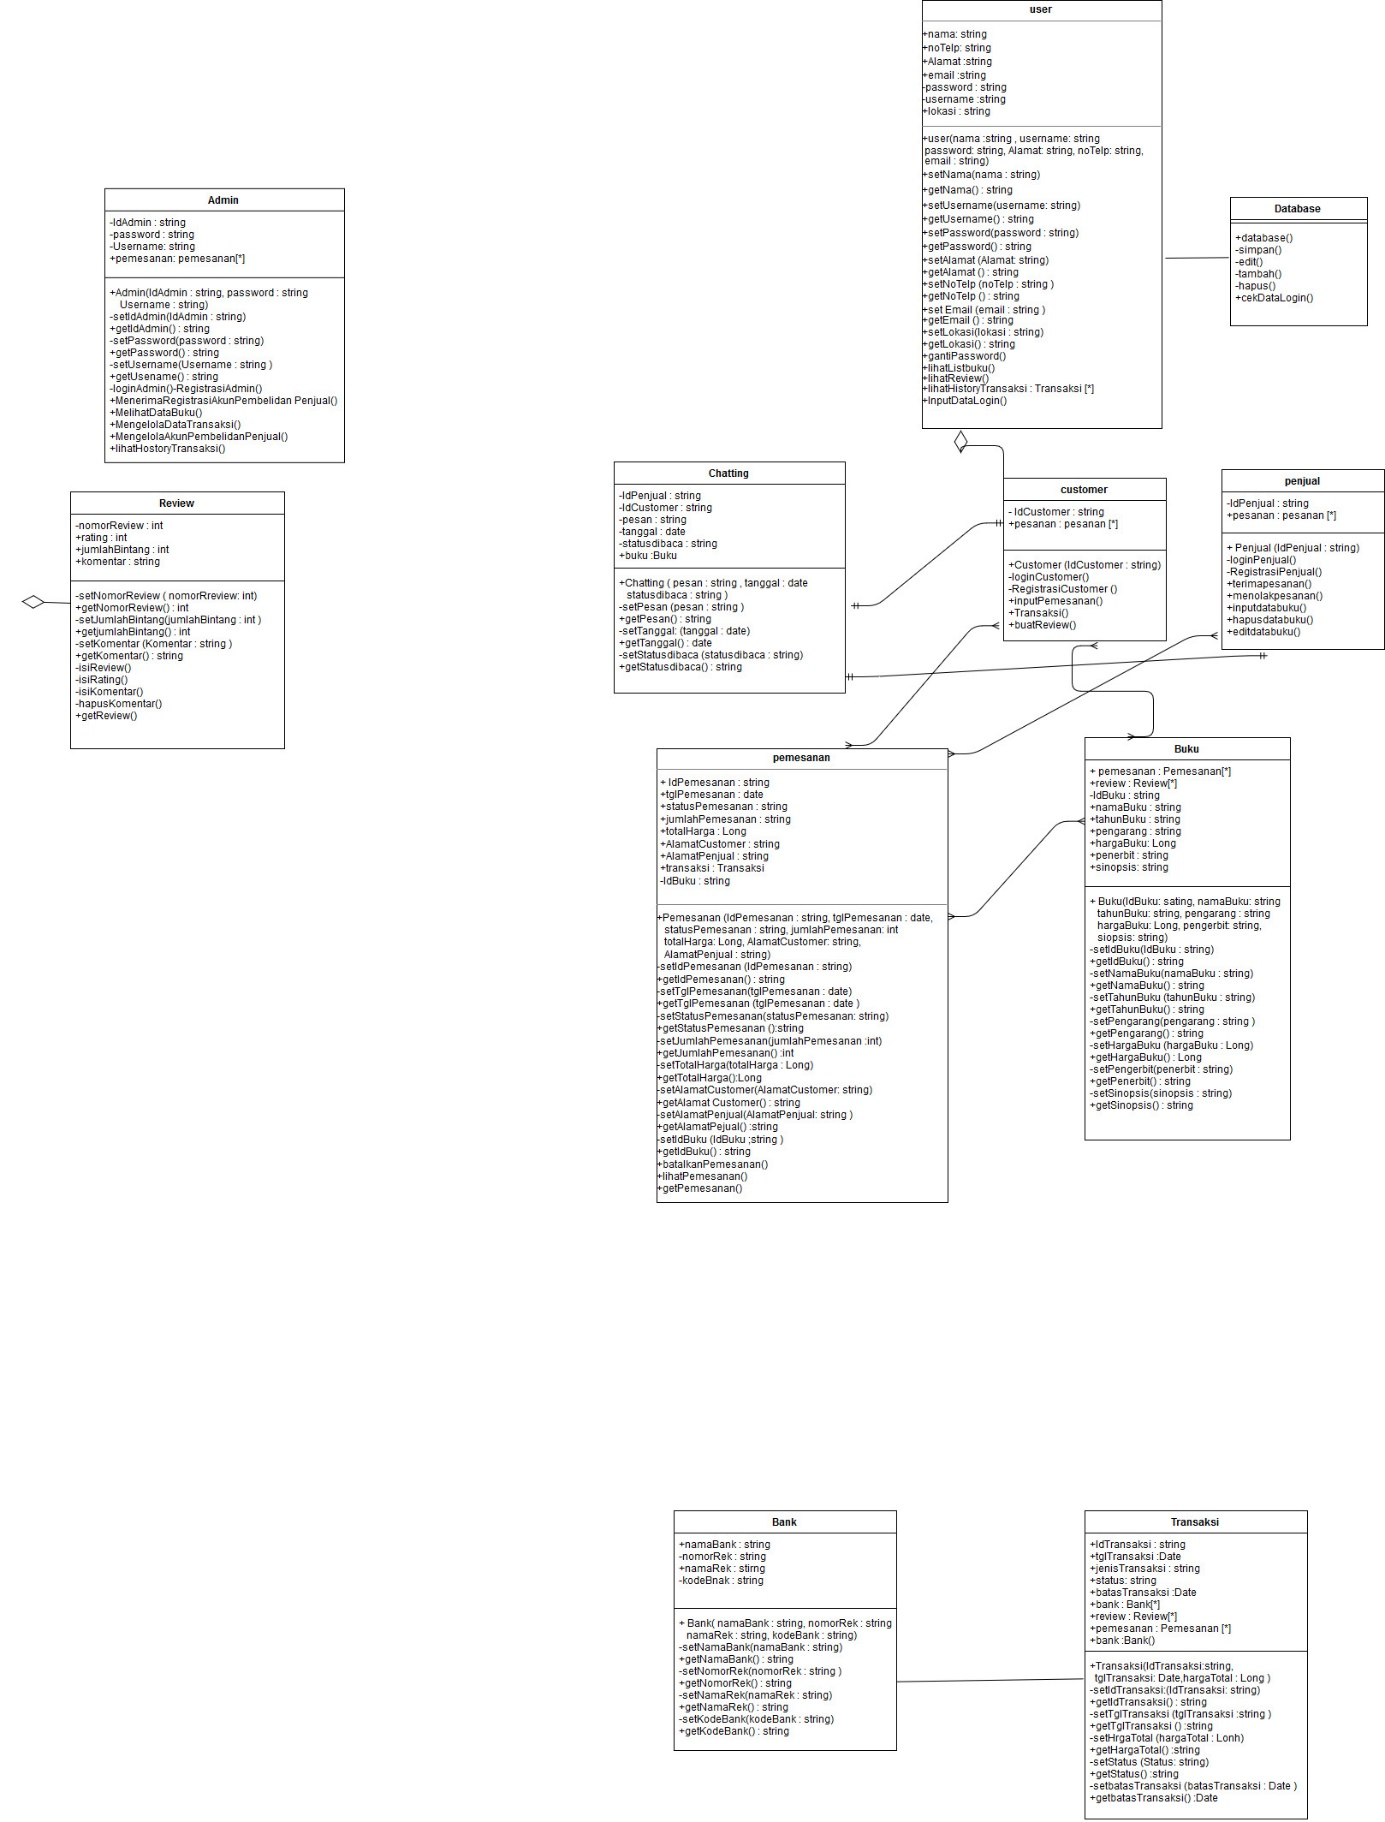 user
+nama: string
+noTelp: string
+Alamat :string
+email :string
-password : string
-username :string
+lokasi : string
+user(nama :string , username: string
password: string, Alamat: string, noTelp: string,
email : string)
+setNama(nama : string)
+getNama() : string
+setUsername(username: string)
+getUsername() : string
+setPassword(password : string)
+getPassword() : string
+setAlamat (Alamat: string)
+getAlamat () : string
+setNoTelp (noTelp : string )
+getNoTelp () : string
+set Email (email : string )
+getEmail () : string
+setLokasi(lokasi : string)
+getLokasi() : string
+gantiPassword()
+lihatListbuku()
+lihatReview()
+lihatHistoryTransaksi : Transaksi [*]
+InputDataLogin()
Admin
-IdAdmin : string
-password : string
-Username: string
+pemesanan: pemesanan[*]
+Admin(IdAdmin : string, password : string
Username : string)
-setIdAdmin(IdAdmin : string)
+getIdAdmin() : string
-setPassword(password : string)
+getPassword() : string
-setUsername(Username : string )
+getUsename() : string
-loginAdmin()-RegistrasiAdmin()
+MenerimaRegistrasiAkunPembelidan Penjual()
+MelihatDataBuku()
+MengelolaDataTransaksi()
+MengelolaAkunPembelidanPenjual()
+lihatHostoryTransaksi()
Database
+database()
-simpan()
-edit()
-tambah()
-hapus()
+cekDataLogin()
Chatting
-IdPenjual : string
-IdCustomer : string
-pesan : string
-tanggal : date
-statusdibaca : string
+buku :Buku
+Chatting ( pesan : string , tanggal : date
statusdibaca : string )
-setPesan (pesan : string )
+getPesan() : string
-setTanggal: (tanggal : date)
+getTanggal() : date
-setStatusdibaca (statusdibaca : string)
+getStatusdibaca() : string
customer
- IdCustomer : string
+pesanan : pesanan [*]
+Customer (IdCustomer : string)
-loginCustomer()
-RegistrasiCustomer ()
+inputPemesanan()
+Transaksi()
+buatReview()
penjual
-IdPenjual : string
+pesanan : pesanan [*]
+ Penjual (IdPenjual : string)
-loginPenjual()
-RegistrasiPenjual()
+terimapesanan()
+menolakpesanan()
+inputdatabuku()
+hapusdatabuku()
+editdatabuku()
Review
-nomorReview : int
+rating : int
+jumlahBintang : int
+komentar : string
-setNomorReview ( nomorRreview: int)
+getNomorReview() : int
-setJumlahBintang(jumlahBintang : int )
+getjumlahBintang() : int
-setKomentar (Komentar : string )
+getKomentar() : string
-isiReview()
-isiRating()
-isiKomentar()
-hapusKomentar()
+getReview()
pemesanan
+ IdPemesanan : string
+tglPemesanan : date
+statusPemesanan : string
+jumlahPemesanan : string
+totalHarga : Long
+AlamatCustomer : string
+AlamatPenjual : string
+transaksi : Transaksi
-IdBuku : string
+Pemesanan (IdPemesanan : string, tglPemesanan : date,
statusPemesanan : string, jumlahPemesanan: int
totalHarga: Long, AlamatCustomer: string,
AlamatPenjual : string)
-setIdPemesanan (IdPemesanan : string)
+getIdPemesanan() : string
-setTglPemesanan(tglPemesanan : date)
+getTglPemesanan (tglPemesanan : date )
-setStatusPemesanan(statusPemesanan: string)
+getStatusPemesanan ():string
-setJumlahPemesanan(jumlahPemesanan :int)
+getJumlahPemesanan() :int
-setTotalHarga(totalHarga : Long)
+getTotalHarga():Long
-setAlamatCustomer(AlamatCustomer: string)
+getAlamat Customer() : string
-setAlamatPenjual(AlamatPenjual: string )
+getAlamatPejual() :string
-setIdBuku (IdBuku ;string )
+getIdBuku() : string
+batalkanPemesanan()
+lihatPemesanan()
+getPemesanan()
Buku
+ pemesanan : Pemesanan[*]
+review : Review[*]
-IdBuku : string
+namaBuku : string
+tahunBuku : string
+pengarang : string
+hargaBuku: Long
+penerbit : string
+sinopsis: string
+ Buku(IdBuku: sating, namaBuku: string
tahunBuku: string, pengarang : string
hargaBuku: Long, pengerbit: string,
siopsis: string)
-setIdBuku(IdBuku : string)
+getIdBuku() : string
-setNamaBuku(namaBuku : string)
+getNamaBuku() : string
-setTahunBuku (tahunBuku : string)
+getTahunBuku() : string
-setPengarang(pengarang : string )
+getPengarang() : string
-setHargaBuku (hargaBuku : Long)
+getHargaBuku() : Long
-setPengerbit(penerbit : string)
+getPenerbit() : string
-setSinopsis(sinopsis : string)
+getSinopsis() : string
Bank
+namaBank : string
-nomorRek : string
+namaRek : stirng
-kodeBnak : string
+ Bank( namaBank : string, nomorRek : string
namaRek : string, kodeBank : string)
-setNamaBank(namaBank : string)
+getNamaBank() : string
-setNomorRek(nomorRek : string )
+getNomorRek() : string
-setNamaRek(namaRek : string)
+getNamaRek() : string
-setKodeBank(kodeBank : string)
+getKodeBank() : string
Transaksi
+IdTransaksi : string
+tglTransaksi :Date
+jenisTransaksi : string
+status: string
+batasTransaksi :Date
+bank : Bank[*]
+review : Review[*]
+pemesanan : Pemesanan [*]
+bank :Bank()
+Transaksi(IdTransaksi:string,
tglTransaksi: Date,hargaTotal : Long )
-setIdTransaksi:(IdTransaksi: string)
+getIdTransaksi() : string
-setTglTransaksi (tglTransaksi :string )
+getTglTransaksi () :string
-setHrgaTotal (hargaTotal : Lonh)
+getHargaTotal() :string
-setStatus (Status: string)
+getStatus() :string
-setbatasTransaksi (batasTransaksi : Date )
+getbatasTransaksi() :Date